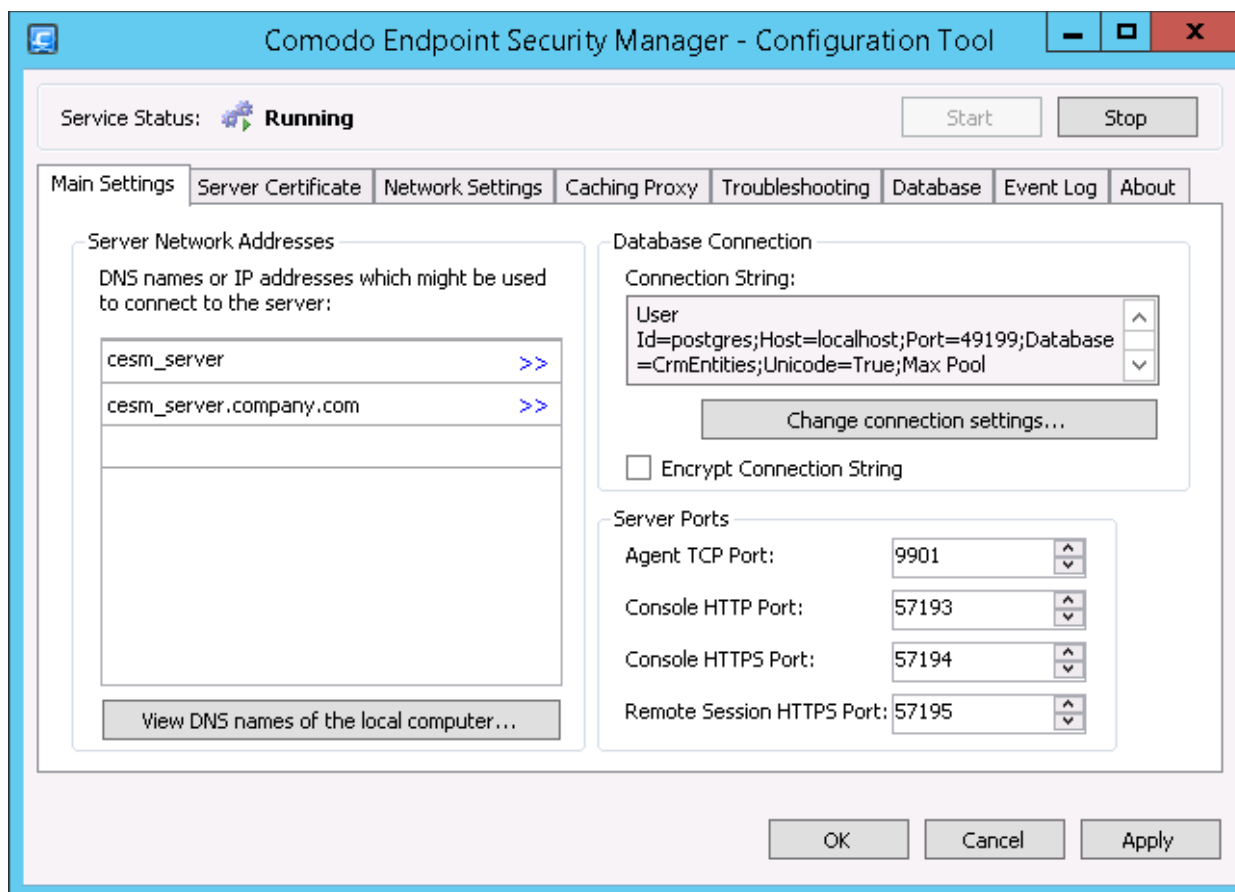 Comodo Endpoint Security Manager - Configuration Tool
Service Status: Running
Start
Stop
Main Settings
Server Certificate
Network Settings
Caching Proxy
Troubleshooting
Database
Event Log
About
Server Network Addresses
DNS names or IP addresses which might be used
to connect to the server:
cesm_server >>
cesm_server.company.com >>
View DNS names of the local computer...
Database Connection
Connection String:
User
Id=postgres;Host=localhost;Port=49199;Database
=CrmEntities;Unicode=True;Max Pool
Change connection settings...
Encrypt Connection String
Server Ports
Agent TCP Port: 9901
Console HTTP Port: 57193
Console HTTPS Port: 57194
Remote Session HTTPS Port: 57195
OK
Cancel
Apply